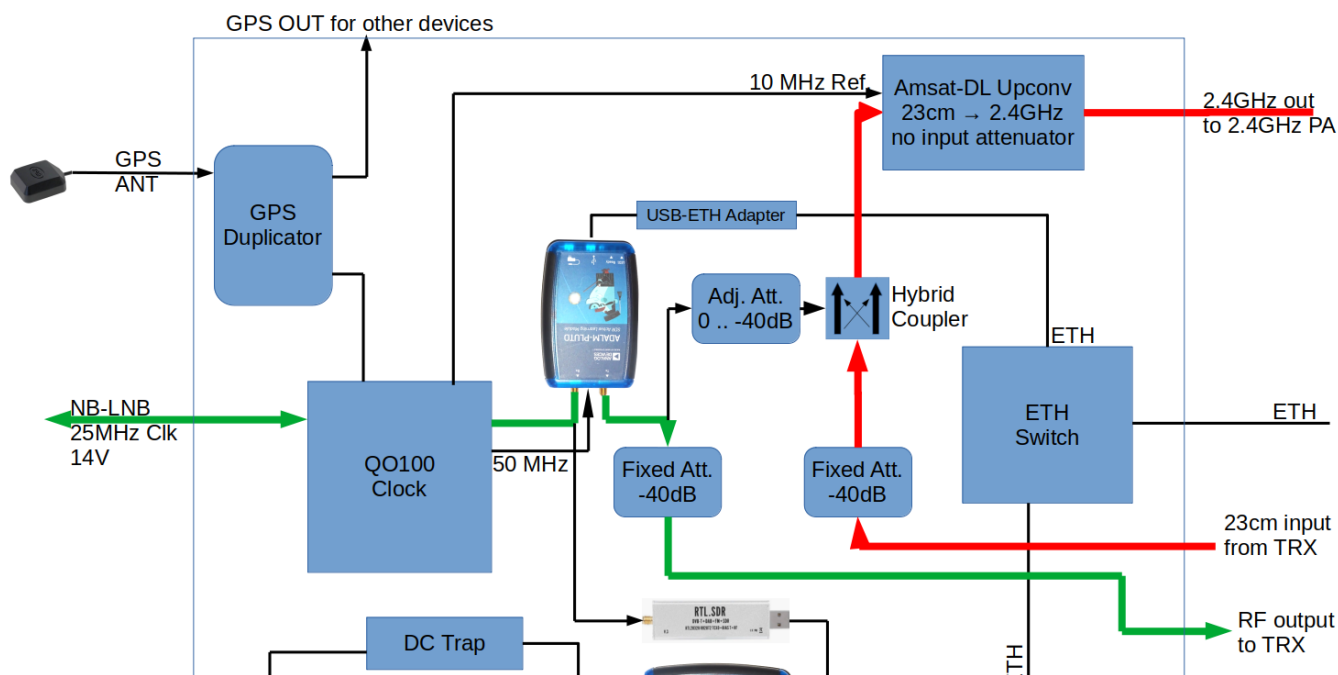 GPS OUT for other devices
10 MHz Ref.
Amsat-DL Upconv
23cm → 2.4GHz
no input attenuator
2.4GHz out
to 2.4GHz PA
GPS
ANT
GPS
Duplicator
USB-ETH Adapter
ADALM-PLUTO
ANALOG
DEVICES
Adj. Att.
0 .. -40dB
Hybrid
Coupler
ETH
NB-LNB
25MHz Clk
14V
QO100
Clock
50 MHz
Fixed Att.
-40dB
Fixed Att.
-40dB
ETH
Switch
ETH
23cm input
from TRX
RTL.SDR
RF output
to TRX
DC Trap
ETH